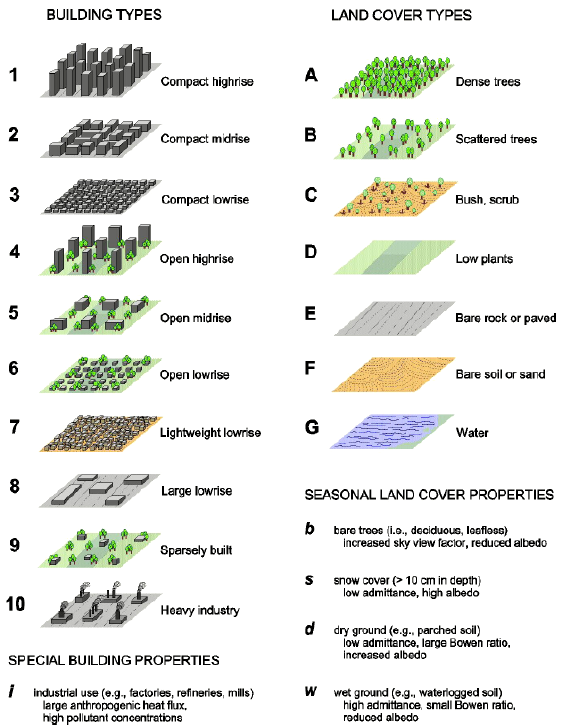 BUILDING TYPES
1
Compact highrise
2
Compact midrise
3
Compact lowrise
4
Open highrise
5
Open midrise
6
Open lowrise
7
Lightweight lowrise
8
Large lowrise
9
Sparsely built
10
Heavy industry
SPECIAL BUILDING PROPERTIES
i
industrial use (e.g., factories, refineries, mills)
large anthropogenic heat flux,
high pollutant concentrations
LAND COVER TYPES
A
Dense trees
B
Scattered trees
C
Bush, scrub
D
Low plants
E
Bare rock or paved
F
Bare soil or sand
G
Water
SEASONAL LAND COVER PROPERTIES
b
bare trees (i.e., deciduous, leafless)
increased sky view factor, reduced albedo
s
snow cover (> 10 cm in depth)
low admittance, high albedo
d
dry ground (e.g., parched soil)
low admittance, large Bowen ratio,
increased albedo
w
wet ground (e.g., waterlogged soil)
high admittance, small Bowen ratio,
reduced albedo